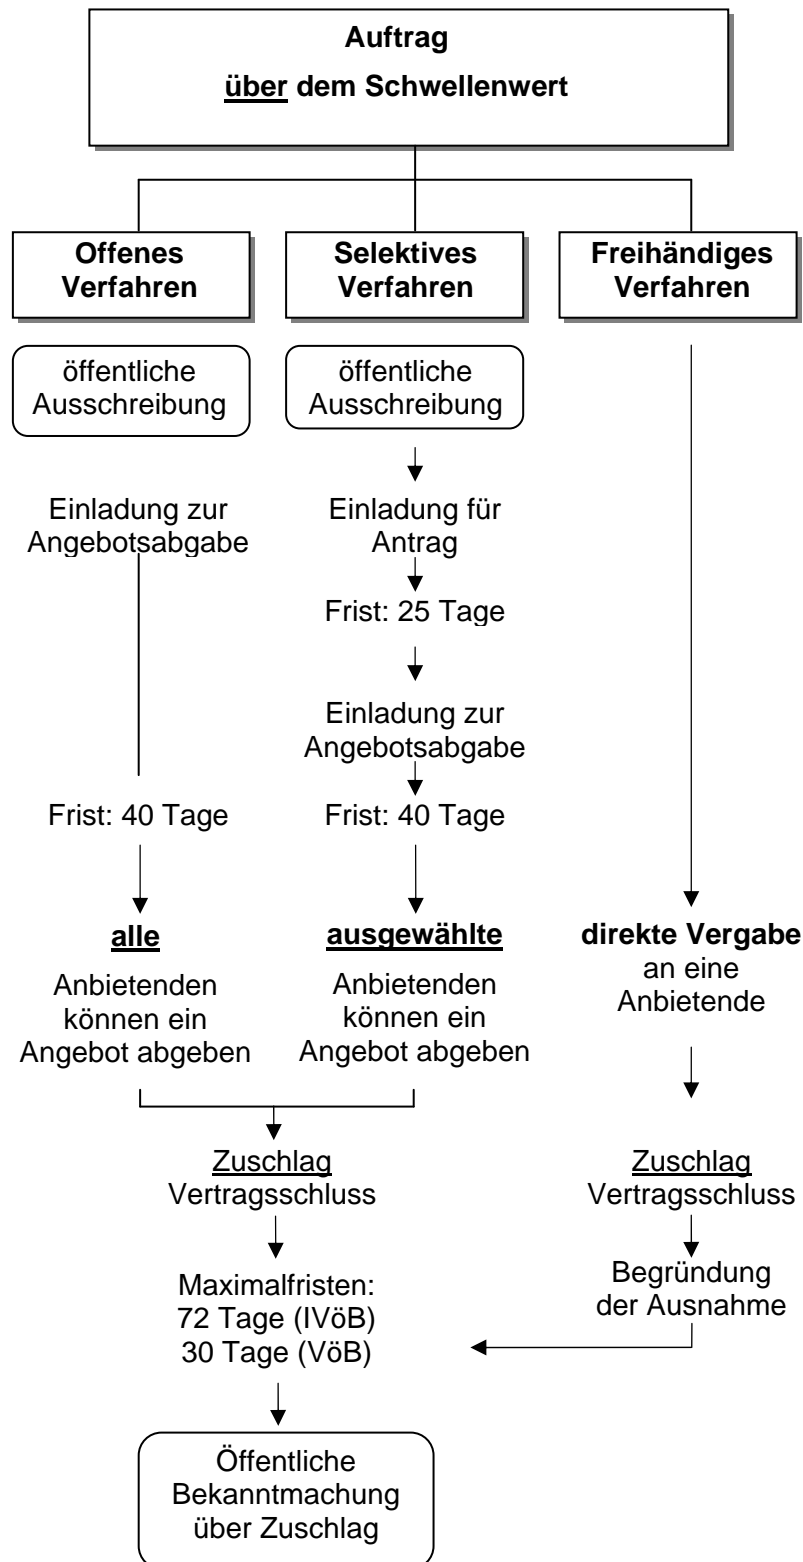 Auftrag
über dem Schwellenwert
Offenes
Verfahren
Selektives
Verfahren
Freihändiges
Verfahren
öffentliche
Ausschreibung
öffentliche
Ausschreibung
Einladung zur
Angebotsabgabe
Einladung für
Antrag
Frist: 25 Tage
Einladung zur
Angebotsabgabe
Frist: 40 Tage
Frist: 40 Tage
alle
Anbietenden
können ein
Angebot abgeben
ausgewählte
Anbietenden
können ein
Angebot abgeben
direkte Vergabe
an eine
Anbietende
Zuschlag
Vertragsschluss
Zuschlag
Vertragsschluss
Maximalfristen:
72 Tage (IVöB)
30 Tage (VöB)
Begründung
der Ausnahme
Öffentliche
Bekanntmachung
über Zuschlag